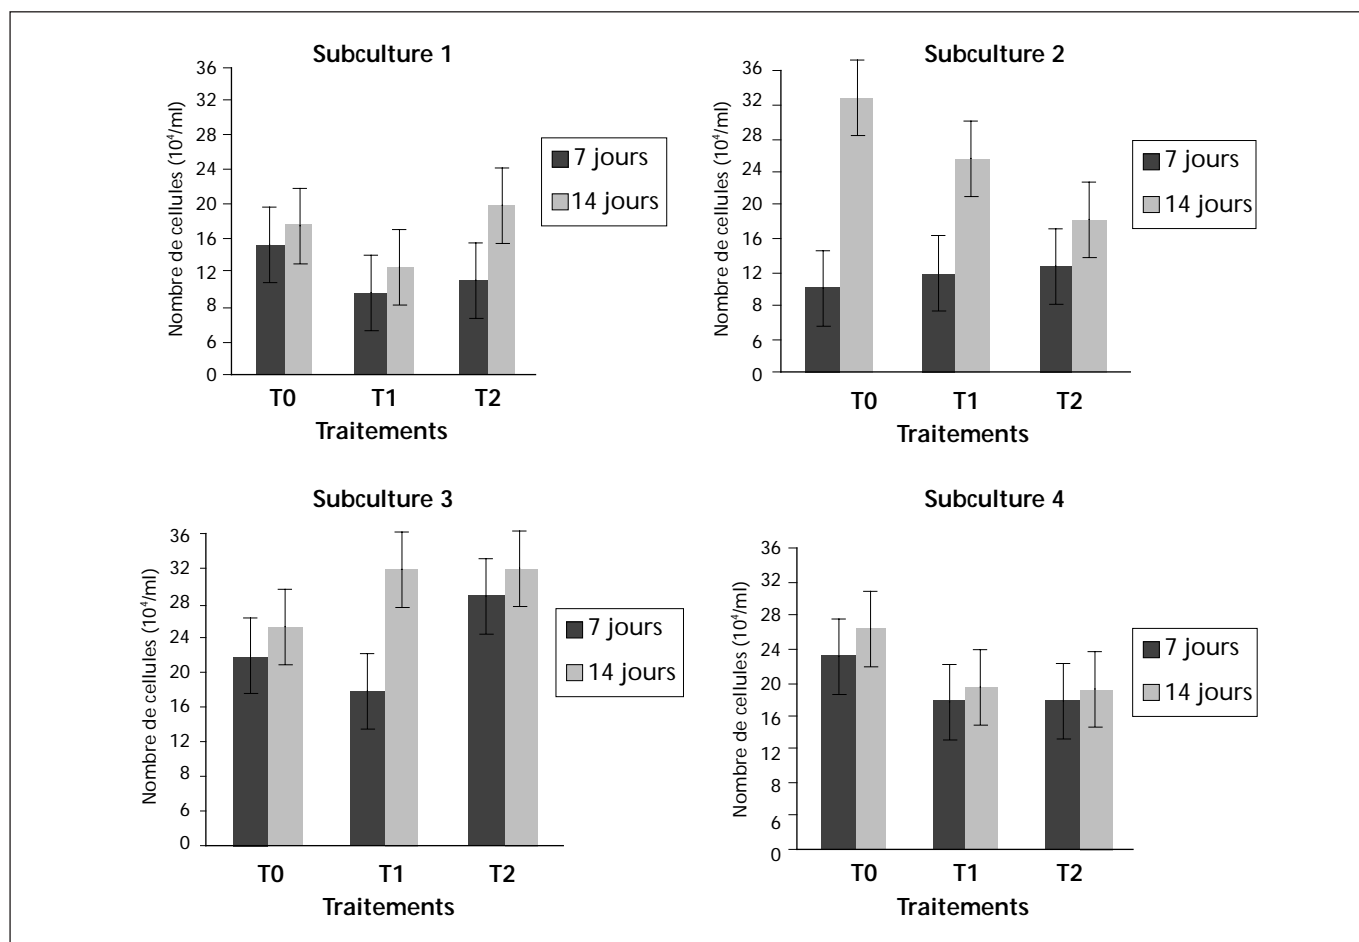 Subculture 1
Nombre de cellules (10⁴/ml)
36
32
28
24
20
16
12
8
6
0
T0 T1 T2
Traitements
7 jours
14 jours
Subculture 2
Nombre de cellules (10⁴/ml)
36
32
28
24
20
16
12
8
6
0
T0 T1 T2
Traitements
7 jours
14 jours
Subculture 3
Nombre de cellules (10⁴/ml)
36
32
28
24
20
16
12
8
6
0
T0 T1 T2
Traitements
7 jours
14 jours
Subculture 4
Nombre de cellules (10⁴/ml)
36
32
28
24
20
16
12
8
6
0
T0 T1 T2
Traitements
7 jours
14 jours